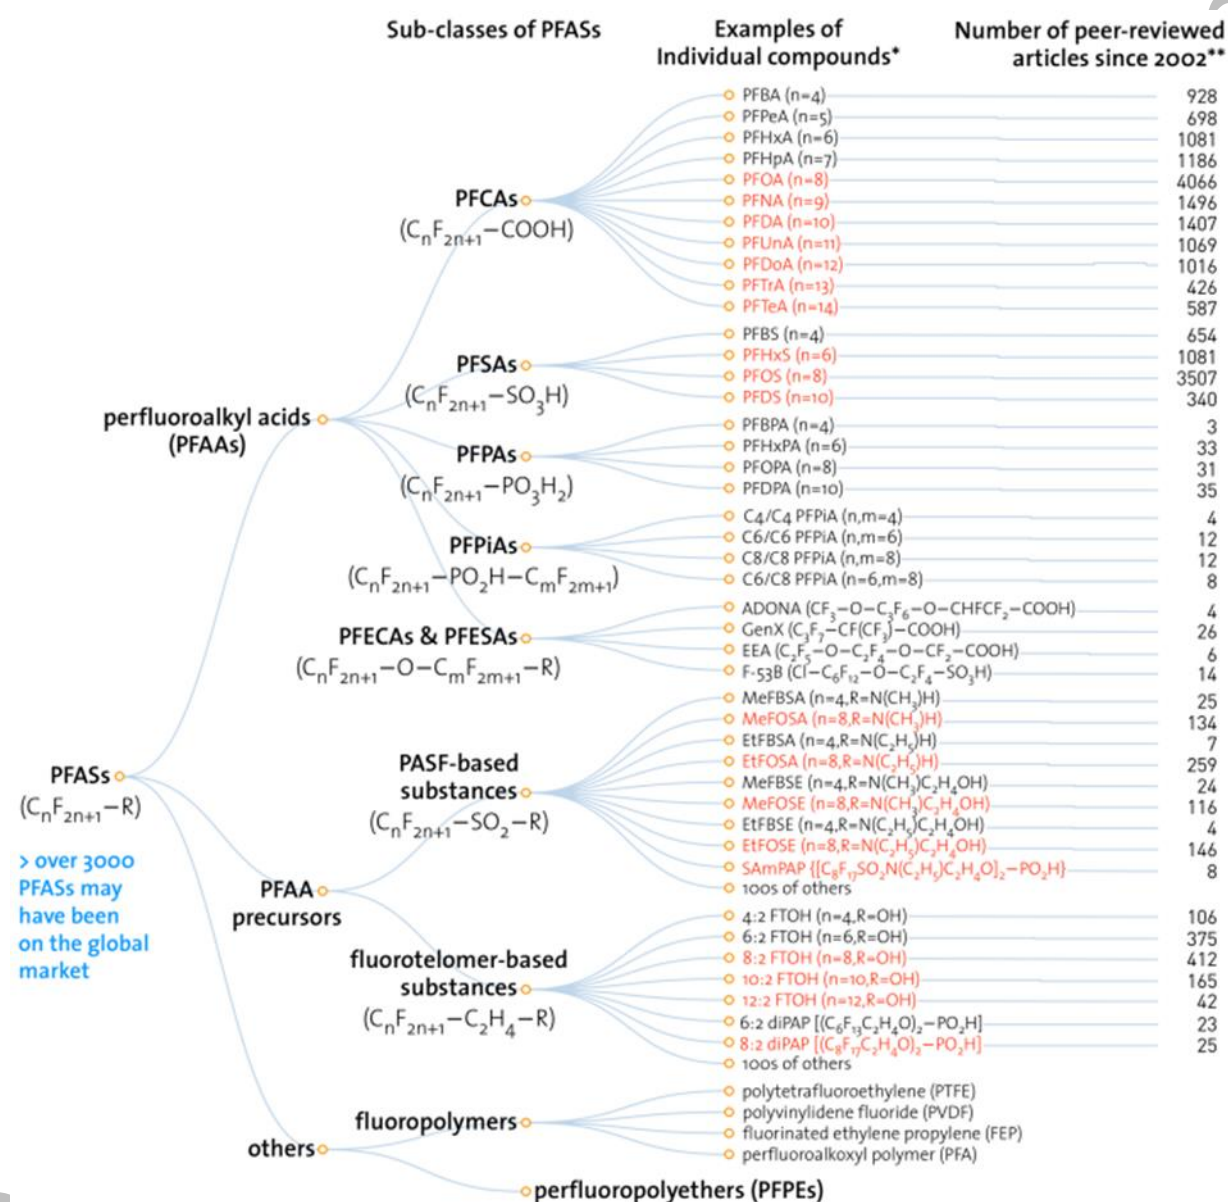 Sub-classes of PFASs
Examples of
Individual compounds*
Number of peer-reviewed
articles since 2002**
PFBA (n=4) 928
PFPeA (n=5) 698
PFHxA (n=6) 1081
PFHpA (n=7) 1186
PFOA (n=8) 4066
PFNA (n=9) 1496
PFDA (n=10) 1407
PFUnA (n=11) 1069
PFDoA (n=12) 1016
PFTrA (n=13) 426
PFTeA (n=14) 587
PFCAs
(CnF2n+1–COOH)
PFBS (n=4) 654
PFHxS (n=6) 1081
PFOS (n=8) 3507
PFDS (n=10) 340
PFSAs
(CnF2n+1–SO3H)
perfluoroalkyl acids
(PFAAs)
PFBPA (n=4) 3
PFHxPA (n=6) 33
PFOPA (n=8) 31
PFDPA (n=10) 35
PFPAs
(CnF2n+1–PO3H2)
C4/C4 PFPiA (n,m=4) 4
C6/C6 PFPiA (n,m=6) 12
C8/C8 PFPiA (n,m=8) 12
C6/C8 PFPiA (n=6,m=8) 8
PFPiAs
(CnF2n+1–PO2H–CmF2m+1)
ADONA (CF3–O–C3F6–O–CHFCF2–COOH) 4
GenX (C3F7–CF(CF3)–COOH) 26
EEA (C2F5–O–C2F4–O–CF2–COOH) 6
F-53B (Cl–C6F12–O–C2F4–SO3H) 14
PFECAs & PFESAs
(CnF2n+1–O–CmF2m+1–R)
MeFBSA (n=4,R=N(CH3)H) 25
MeFOSA (n=8,R=N(CH3)H) 134
EtFBSA (n=4,R=N(C2H5)H) 7
EtFOSA (n=8,R=N(C2H5)H) 259
MeFBSE (n=4,R=N(CH3)C2H4OH) 24
MeFOSE (n=8,R=N(CH3)C2H4OH) 116
EtFBSE (n=4,R=N(C2H5)C2H4OH) 4
EtFOSE (n=8,R=N(C2H5)C2H4OH) 146
SAmPAP {[C8F17SO2N(C2H5)C2H4O]2–PO2H} 8
100s of others
PASF-based
substances
(CnF2n+1–SO2–R)
PFASs
(CnF2n+1–R)
> over 3000
PFASs may
have been
on the global
market
PFAA
precursors
4:2 FTOH (n=4,R=OH) 106
6:2 FTOH (n=6,R=OH) 375
8:2 FTOH (n=8,R=OH) 412
10:2 FTOH (n=10,R=OH) 165
12:2 FTOH (n=12,R=OH) 42
6:2 diPAP [(C6F13C2H4O)2–PO2H] 23
8:2 diPAP [(C8F17C2H4O)2–PO2H] 25
100s of others
fluorotelomer-based
substances
(CnF2n+1–C2H4–R)
polytetrafluoroethylene (PTFE)
polyvinylidene fluoride (PVDF)
fluorinated ethylene propylene (FEP)
perfluoroalkoxyl polymer (PFA)
fluoropolymers
others
perfluoropolyethers (PFPEs)